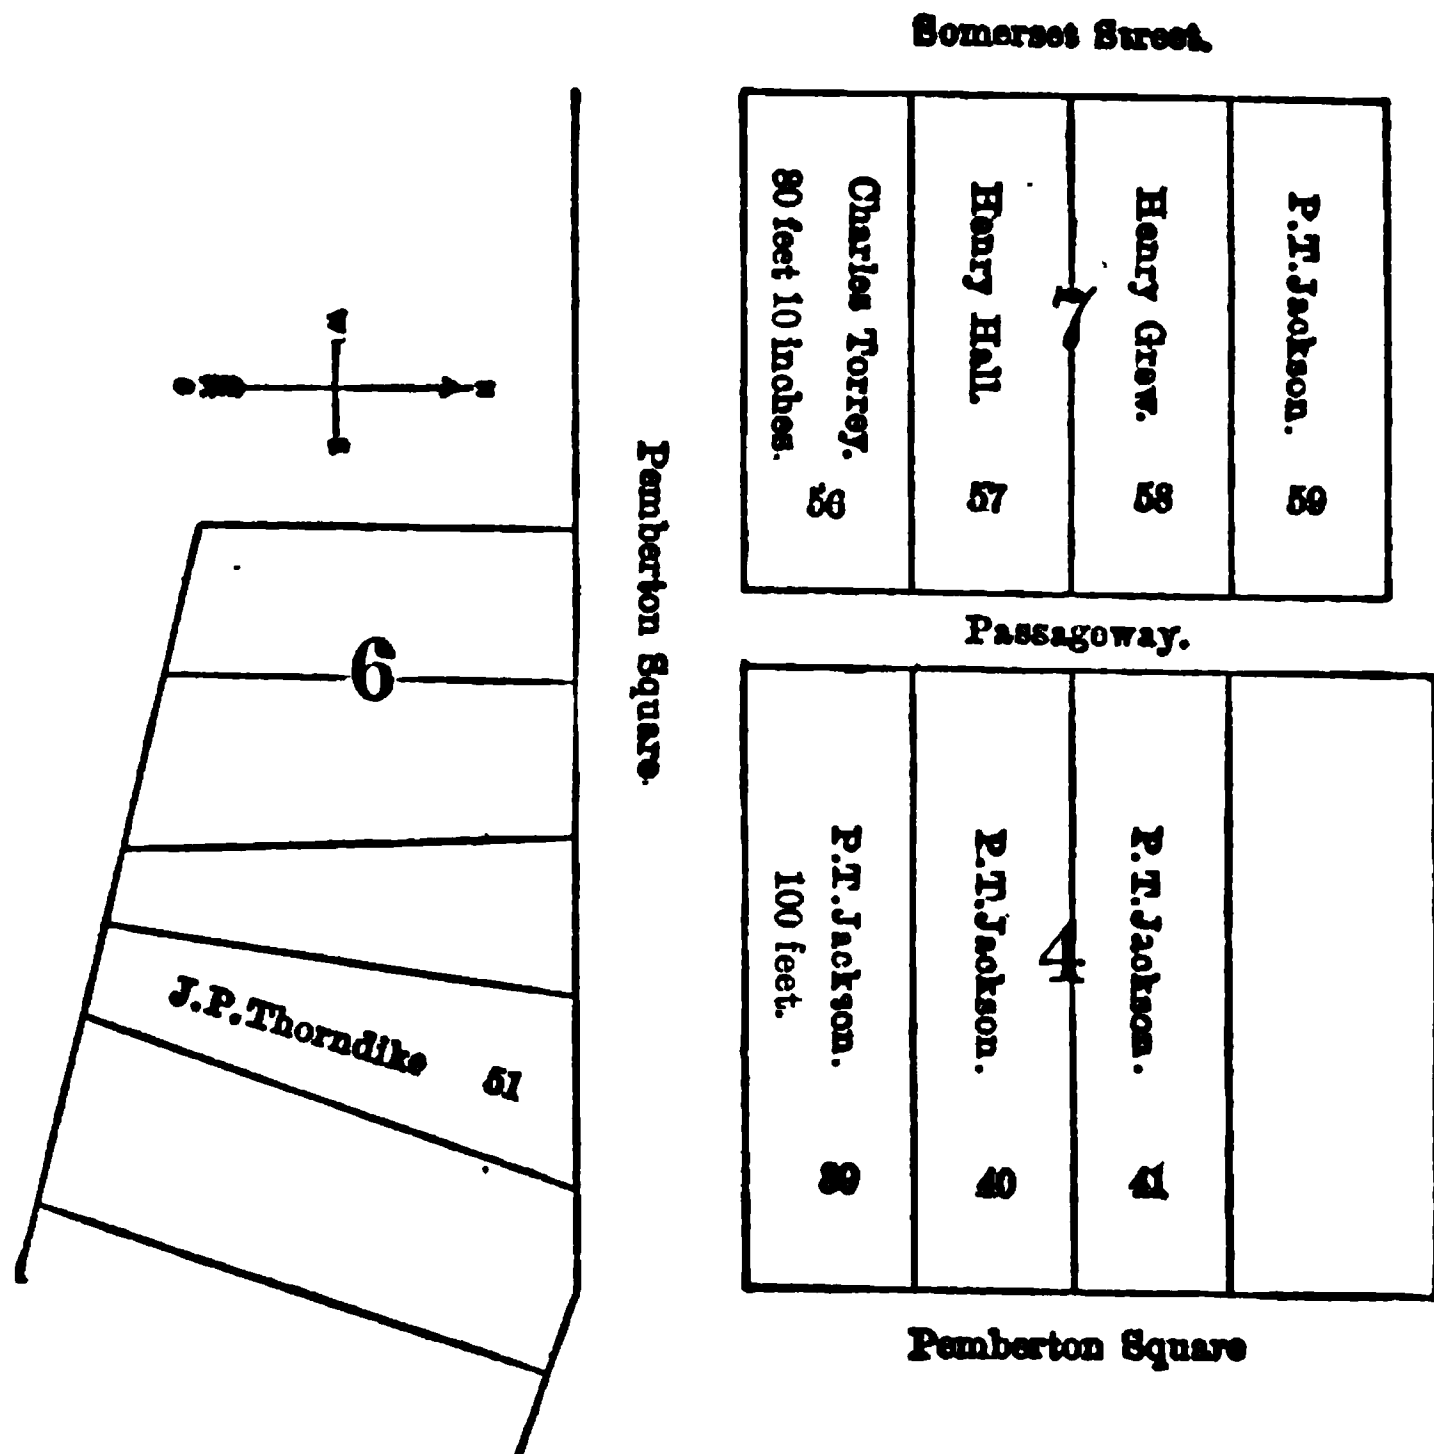 Somerset Street.
Charles Torrey.
80 feet 10 inches.
56
Henry Hall.
57
7
Henry Grew.
58
P.T.Jackson.
59
W
S
N
E
Pemberton Square.
Passageway.
6
J.P.Thorndike 51
P.T.Jackson.
100 feet.
39
P.T.Jackson.
40
4
P.T.Jackson.
41
Pemberton Square